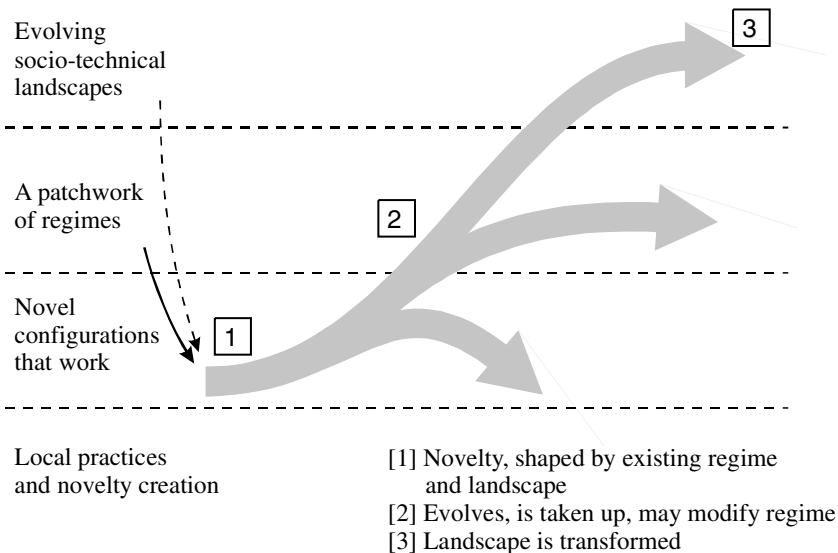 Evolving
socio-technical
landscapes
3
A patchwork
of regimes
2
Novel
configurations
that work
1
Local practices
and novelty creation
[1] Novelty, shaped by existing regime
and landscape
[2] Evolves, is taken up, may modify regime
[3] Landscape is transformed